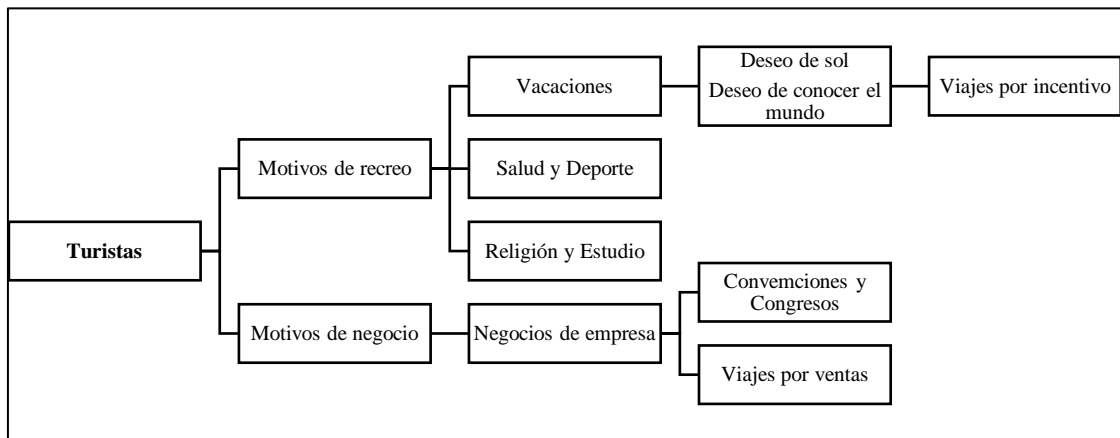 Turistas
Motivos de recreo
Vacaciones
Deseo de sol
Deseo de conocer el
mundo
Viajes por incentivo
Salud y Deporte
Religión y Estudio
Motivos de negocio
Negocios de empresa
Convemciones y
Congresos
Viajes por ventas